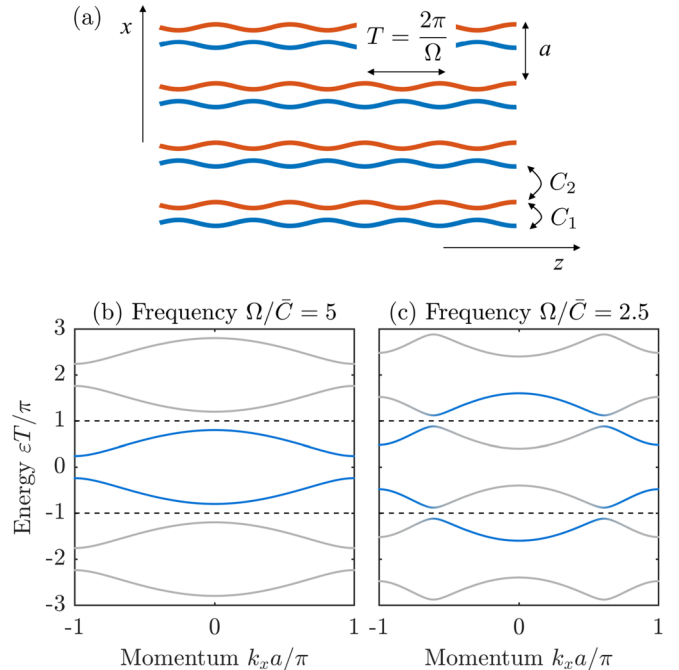 (a)
x
T = 2π/Ω
a
C₂
C₁
z
(b) Frequency Ω/C̄ = 5
(c) Frequency Ω/C̄ = 2.5
Energy εT/π
3
2
1
0
-1
-2
-3
-1 0 1
-1 0 1
Momentum kₓa/π
Momentum kₓa/π